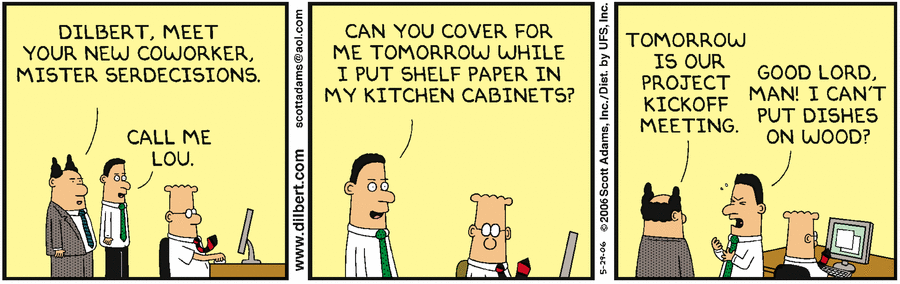 DILBERT, MEET
YOUR NEW COWORKER,
MISTER SERDECISIONS.
CALL ME
LOU.
www.dilbert.com
scottadams@aol.com
CAN YOU COVER FOR
ME TOMORROW WHILE
I PUT SHELF PAPER IN
MY KITCHEN CABINETS?
5-29-06
© 2006 Scott Adams, Inc./Dist. by UFS, Inc.
TOMORROW
IS OUR
PROJECT
KICKOFF
MEETING.
GOOD LORD,
MAN! I CAN'T
PUT DISHES
ON WOOD?